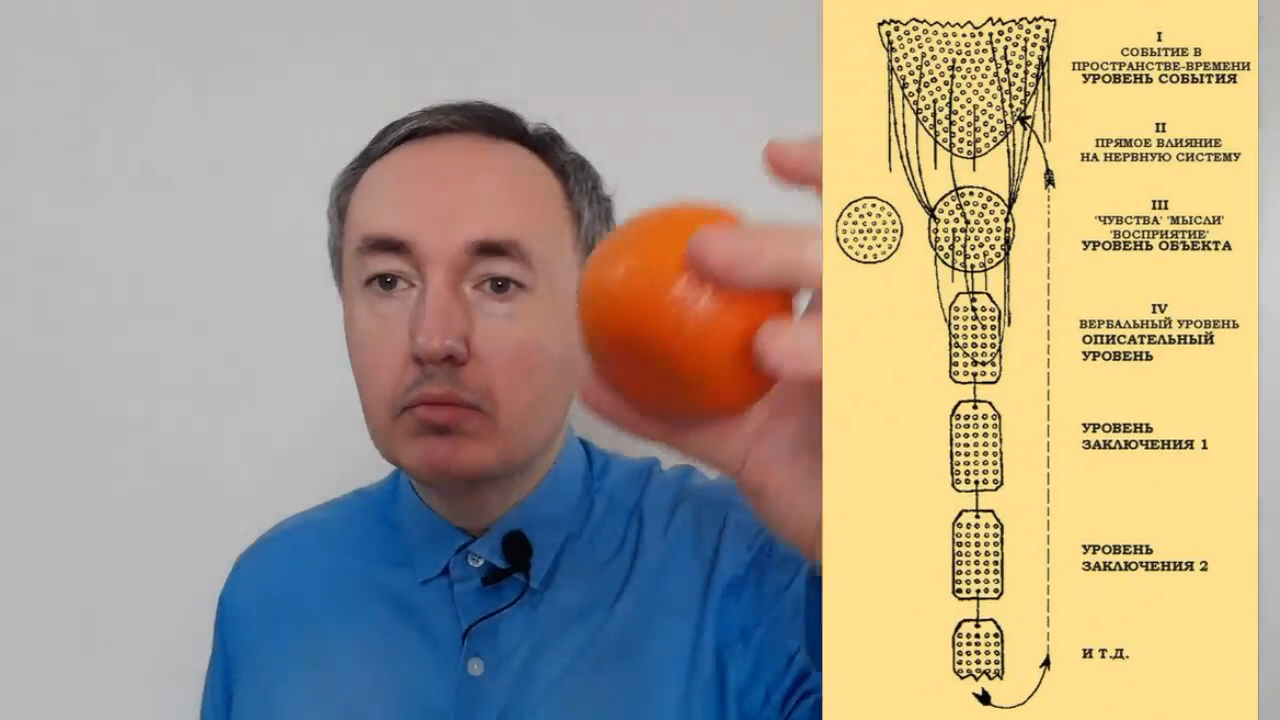 I
СОБЫТИЕ В
ПРОСТРАНСТВЕ-ВРЕМЕНИ
УРОВЕНЬ СОБЫТИЯ
II
ПРЯМОЕ ВЛИЯНИЕ
НА НЕРВНУЮ СИСТЕМУ
III
'ЧУВСТВА' 'МЫСЛИ'
'ВОСПРИЯТИЕ'
УРОВЕНЬ ОБЪЕКТА
IV
ВЕРБАЛЬНЫЙ УРОВЕНЬ
ОПИСАТЕЛЬНЫЙ
УРОВЕНЬ
УРОВЕНЬ
ЗАКЛЮЧЕНИЯ 1
УРОВЕНЬ
ЗАКЛЮЧЕНИЯ 2
И Т.Д.